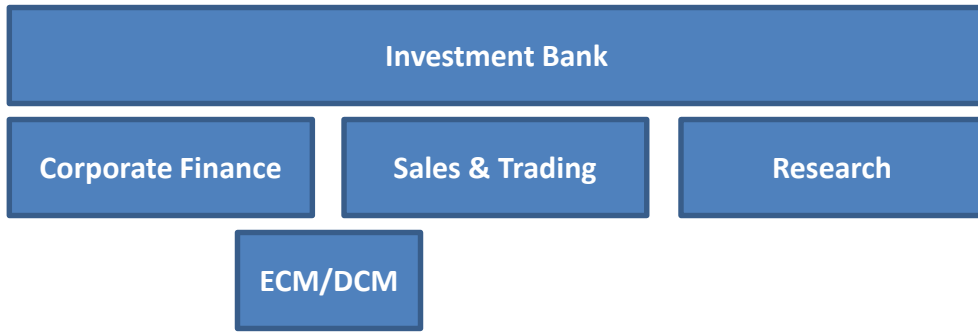 Investment Bank
Corporate Finance
Sales & Trading
Research
ECM/DCM